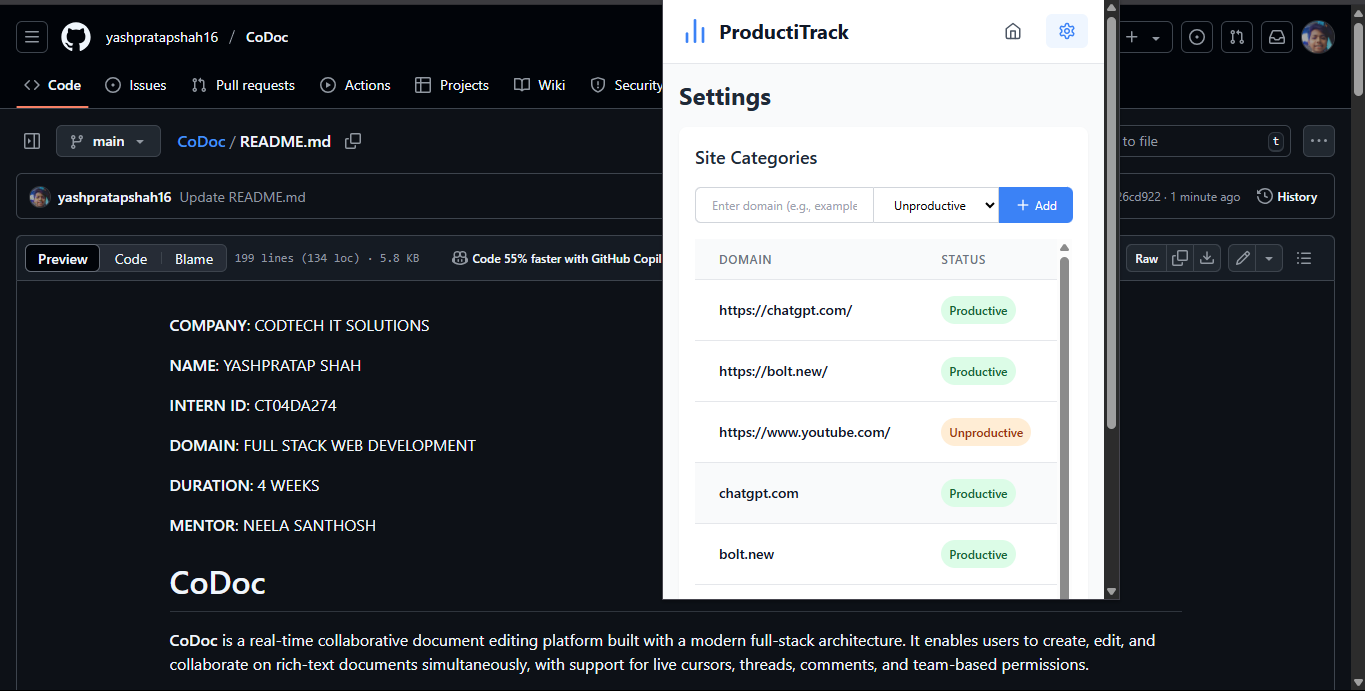 yashpratapshah16 / CoDoc
Code Issues Pull requests Actions Projects Wiki Security
main
CoDoc / README.md
to file t
yashpratapshah16 Update README.md
26cd922 · 1 minute ago History
Preview Code Blame 199 lines (134 loc) · 5.8 KB Code 55% faster with GitHub Copil
Raw
COMPANY: CODTECH IT SOLUTIONS
NAME: YASHPRATAP SHAH
INTERN ID: CT04DA274
DOMAIN: FULL STACK WEB DEVELOPMENT
DURATION: 4 WEEKS
MENTOR: NEELA SANTHOSH
CoDoc
CoDoc is a real-time collaborative document editing platform built with a modern full-stack architecture. It enables users to create, edit, and
collaborate on rich-text documents simultaneously, with support for live cursors, threads, comments, and team-based permissions.
ProductiTrack
Settings
Site Categories
Enter domain (e.g., example Unproductive + Add
DOMAIN STATUS
https://chatgpt.com/ Productive
https://bolt.new/ Productive
https://www.youtube.com/ Unproductive
chatgpt.com Productive
bolt.new Productive